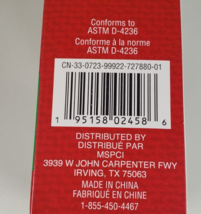 Conforms to
ASTM D-4236
Conforme à la norme
ASTM D-4236
CN-33-0723-99922-727880-01
1 95158 02458 6
DISTRIBUTED BY
DISTRIBUÉ PAR
MSPCI
3939 W JOHN CARPENTER FWY
IRVING, TX 75063
MADE IN CHINA
FABRIQUÉ EN CHINE
1-855-450-4467